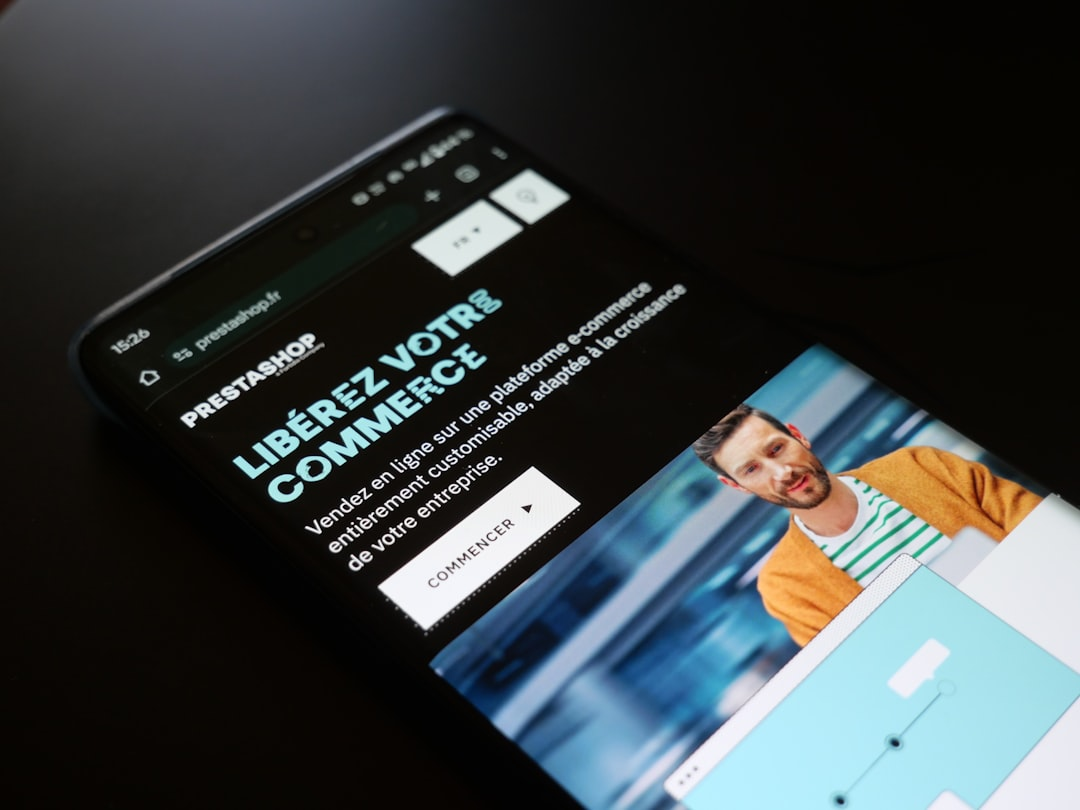 15:26
prestashop.fr
FR
PRESTASHOP
LIBÉREZ VOTRE
COMMERCE
Vendez en ligne sur une plateforme e-commerce
entièrement customisable, adaptée à la croissance
de votre entreprise.
COMMENCER